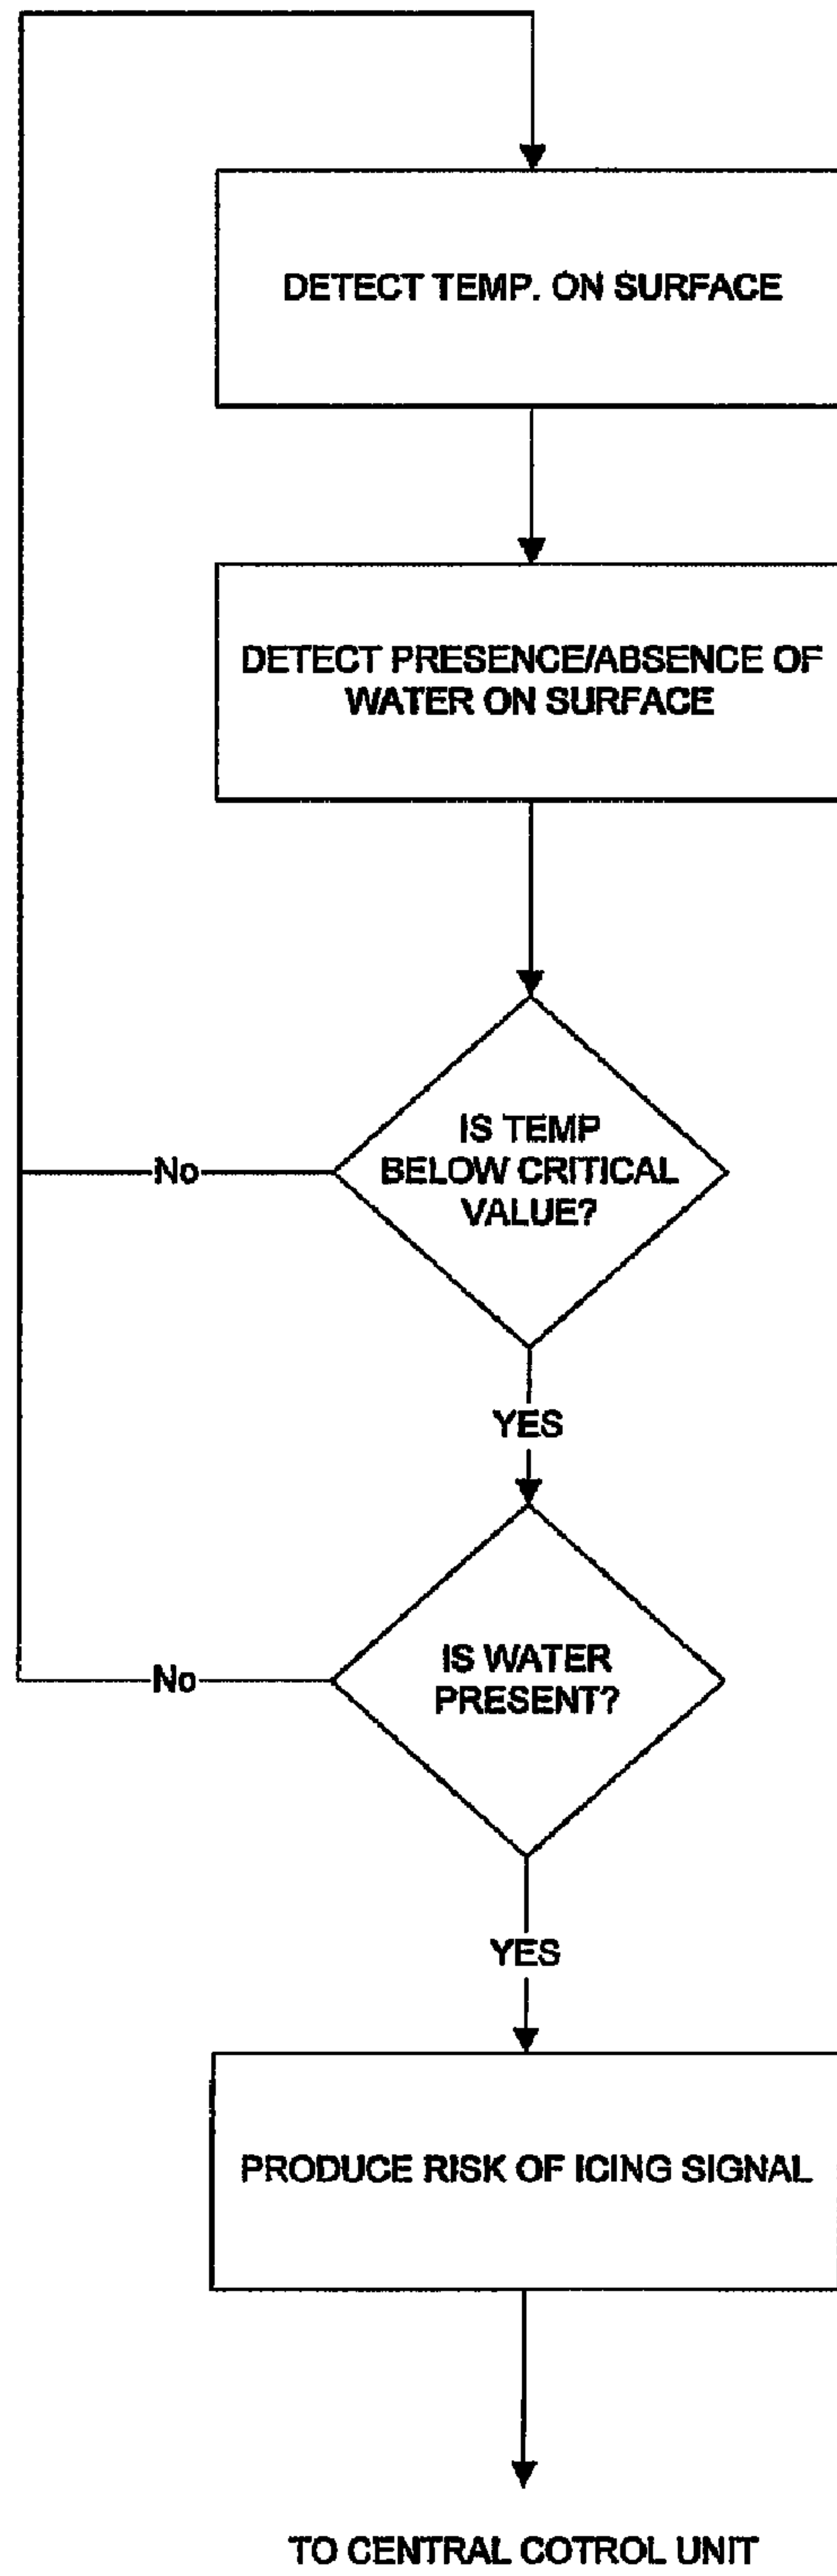 DETECT TEMP. ON SURFACE
DETECT PRESENCE/ABSENCE OF
WATER ON SURFACE
IS TEMP
BELOW CRITICAL
VALUE?
No
YES
IS WATER
PRESENT?
No
YES
PRODUCE RISK OF ICING SIGNAL
TO CENTRAL COTROL UNIT